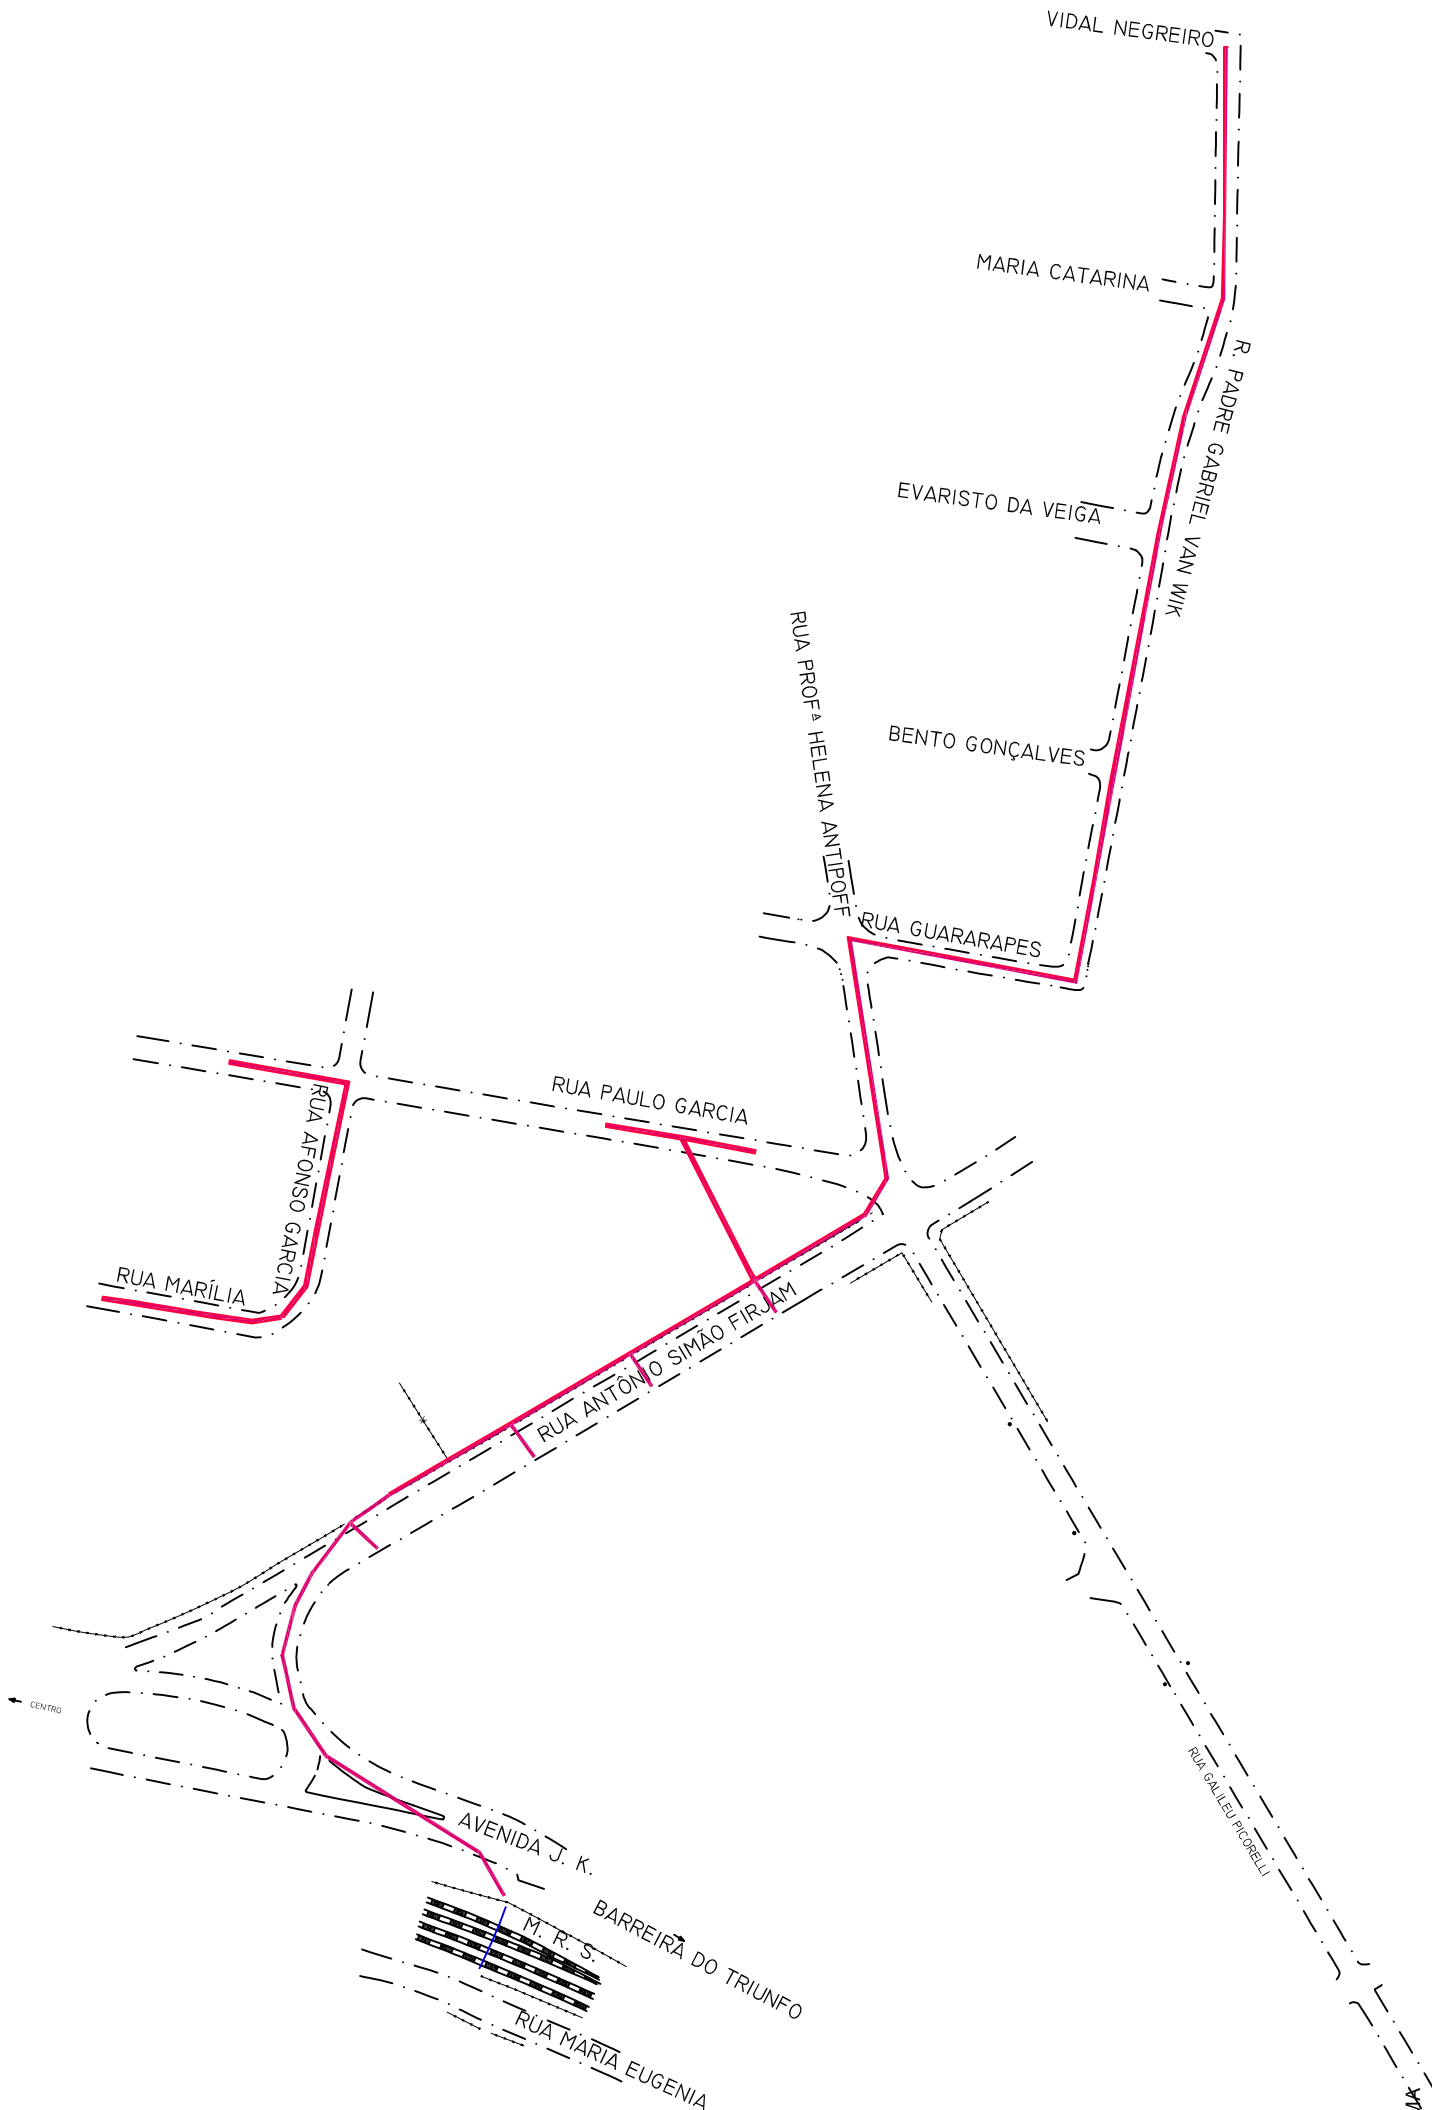 VIDAL NEGREIRO
MARIA CATARINA
R. PADRE GABRIEL VAN WIK
EVARISTO DA VEIGA
RUA PROFª HELENA ANTIPOFF
BENTO GONÇALVES
RUA GUARARAPES
RUA PAULO GARCIA
RUA AFONSO GARCIA
RUA MARÍLIA
RUA ANTÔNIO SIMÃO FIRJAM
CENTRO
RUA GALILEU PICORELLI
AVENIDA J. K.
BARREIRA DO TRIUNFO
M. R. S.
RUA MARIA EUGENIA